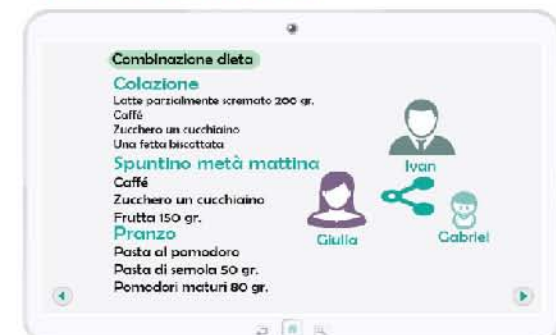 Combinazione dieta
Colazione
Latte parzialmente scremato 200 gr.
Caffé
Zucchero un cucchiaino
Una fetta biscottata
Spuntino metà mattina
Caffé
Zucchero un cucchiaino
Frutta 150 gr.
Pranzo
Pasta al pomodoro
Pasta di semola 50 gr.
Pomodori maturi 80 gr.
Ivan
Giulia
Gabriel